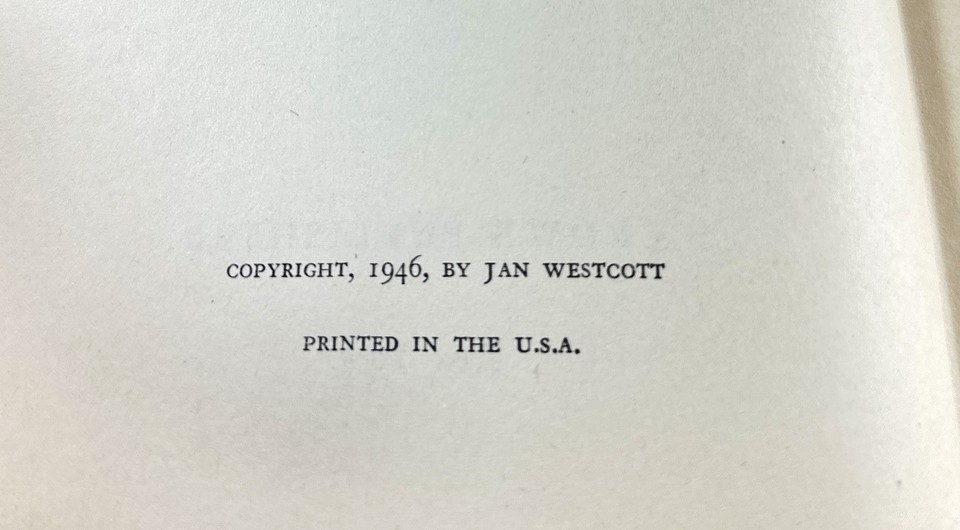 COPYRIGHT, 1946, BY JAN WESTCOTT
PRINTED IN THE U.S.A.